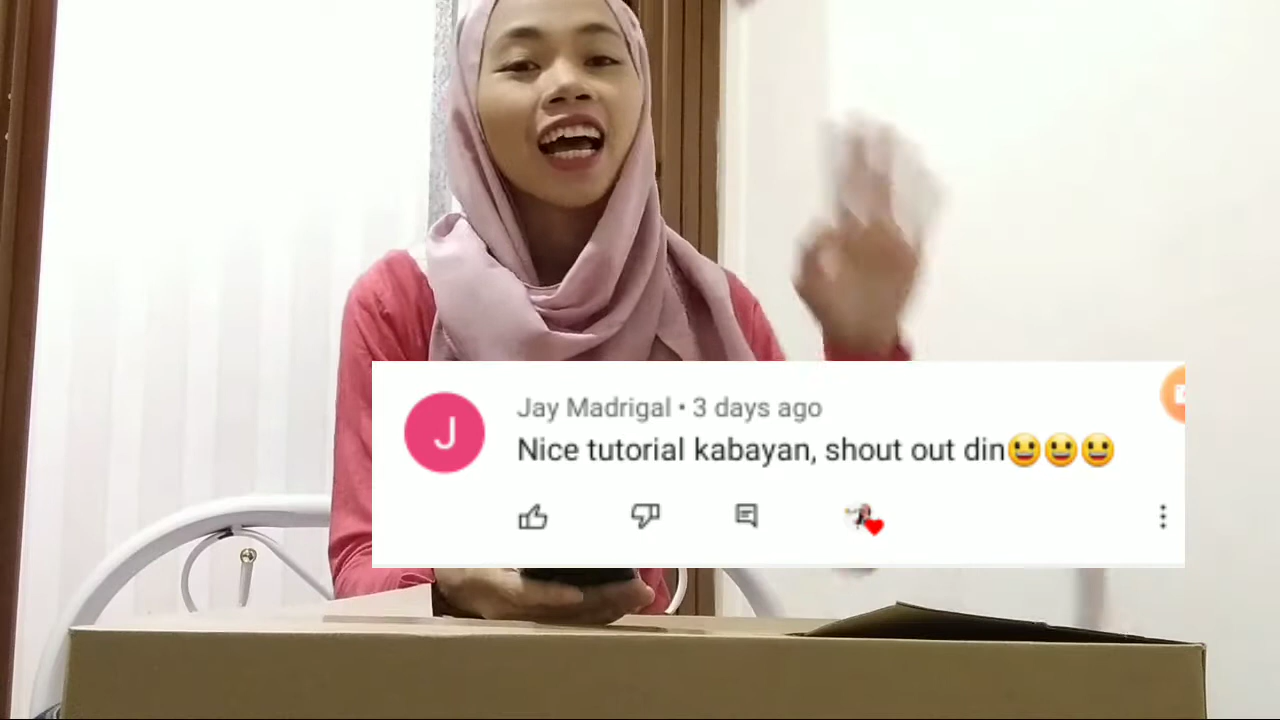 J
Jay Madrigal • 3 days ago
Nice tutorial kabayan, shout out din😃😃😃